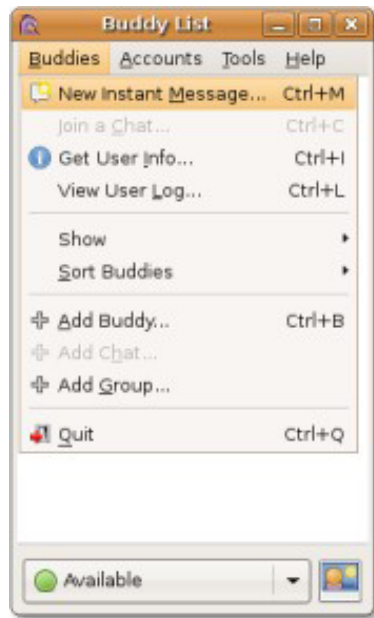 Buddy List
Buddies Accounts Tools Help
New Instant Message... Ctrl+M
Join a Chat... Ctrl+C
Get User Info... Ctrl+I
View User Log... Ctrl+L
Show
Sort Buddies
Add Buddy... Ctrl+B
Add Chat...
Add Group...
Quit Ctrl+Q
Available